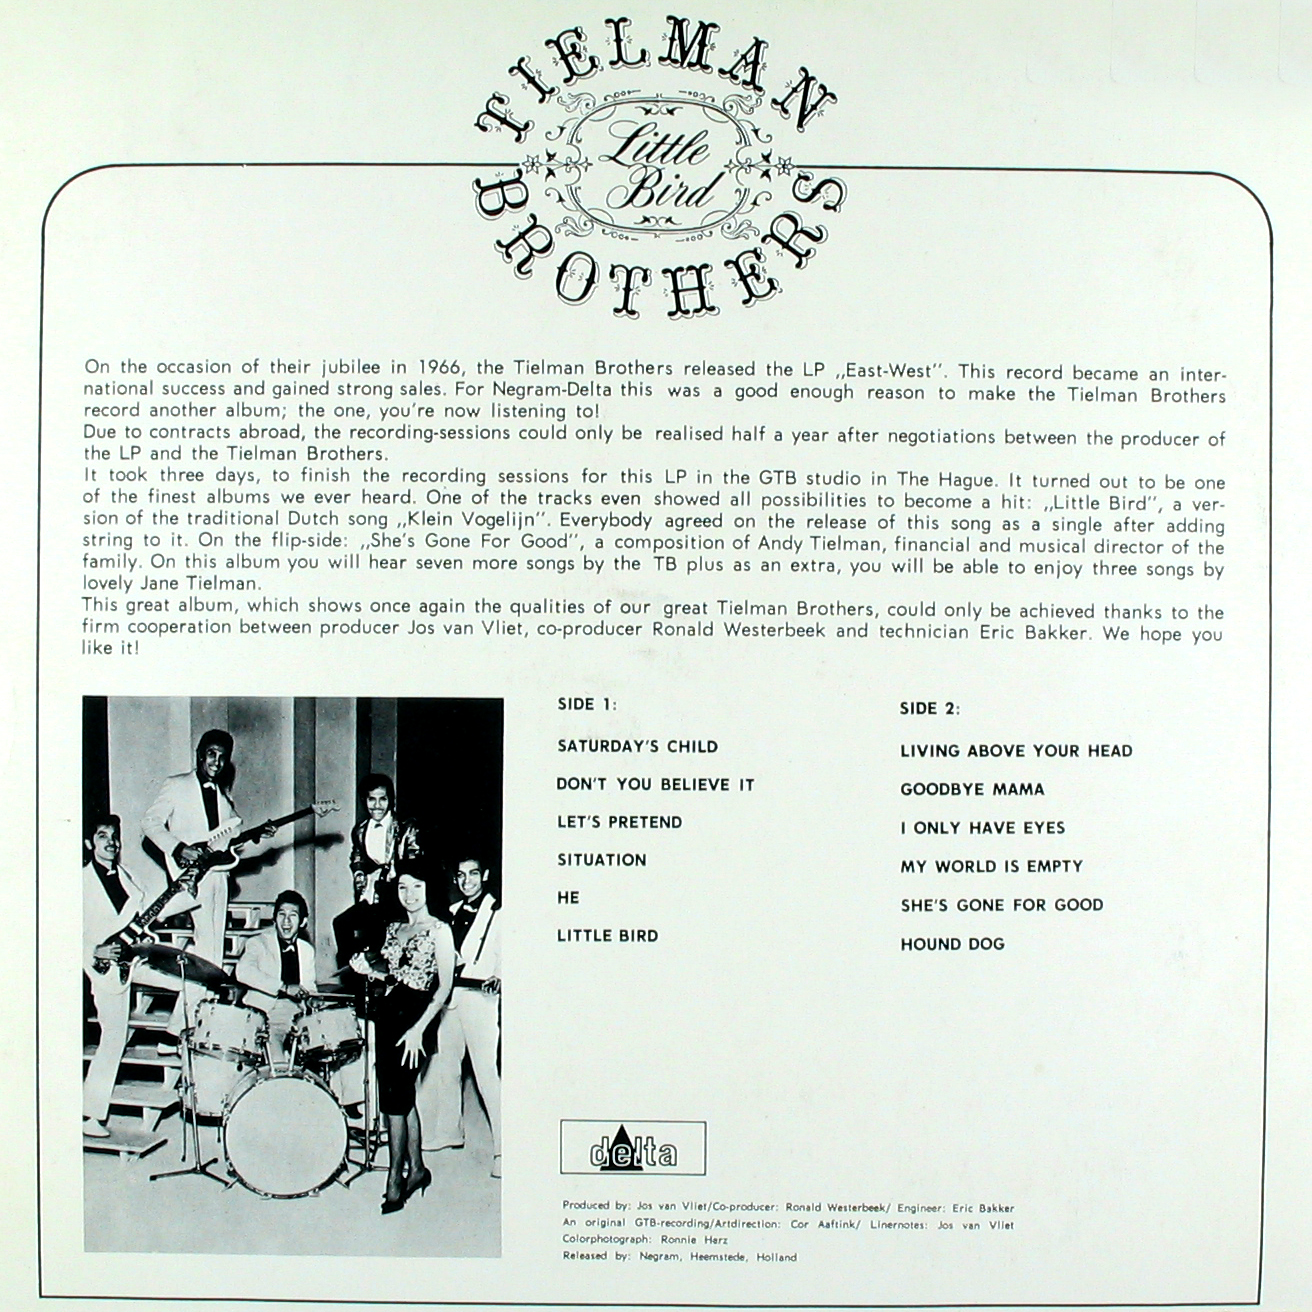 TIELMAN
Little
Bird
BROTHERS
On the occasion of their jubilee in 1966, the Tielman Brothers released the LP ,,East-West". This record became an inter-
national success and gained strong sales. For Negram-Delta this was a good enough reason to make the Tielman Brothers
record another album; the one, you're now listening to!
Due to contracts abroad, the recording-sessions could only be realised half a year after negotiations between the producer of
the LP and the Tielman Brothers.
It took three days, to finish the recording sessions for this LP in the GTB studio in The Hague. It turned out to be one
of the finest albums we ever heard. One of the tracks even showed all possibilities to become a hit: ,,Little Bird", a ver-
sion of the traditional Dutch song ,,Klein Vogelijn". Everybody agreed on the release of this song as a single after adding
string to it. On the flip-side: ,,She's Gone For Good", a composition of Andy Tielman, financial and musical director of the
family. On this album you will hear seven more songs by the TB plus as an extra, you will be able to enjoy three songs by
lovely Jane Tielman.
This great album, which shows once again the qualities of our great Tielman Brothers, could only be achieved thanks to the
firm cooperation between producer Jos van Vliet, co-producer Ronald Westerbeek and technician Eric Bakker. We hope you
like it!
SIDE 1:
SATURDAY'S CHILD
DON'T YOU BELIEVE IT
LET'S PRETEND
SITUATION
HE
LITTLE BIRD
SIDE 2:
LIVING ABOVE YOUR HEAD
GOODBYE MAMA
I ONLY HAVE EYES
MY WORLD IS EMPTY
SHE'S GONE FOR GOOD
HOUND DOG
delta
Produced by: Jos van Vliet/Co-producer: Ronald Westerbeek/ Engineer: Eric Bakker
An original GTB-recording/Artdirection: Cor Aaftink/ Linernotes: Jos van Vliet
Colorphotograph: Ronnie Herz
Released by: Negram, Heemstede, Holland